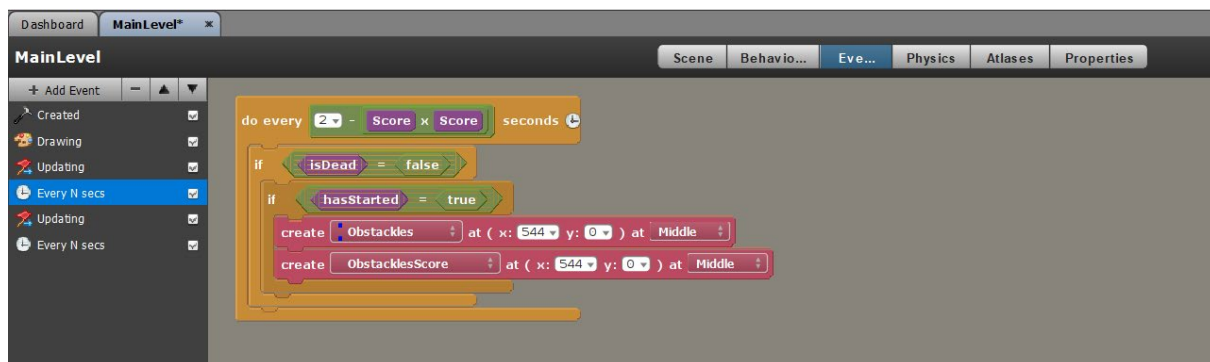 Dashboard MainLevel* ×
MainLevel Scene Behavio... Eve... Physics Atlases Properties
+ Add Event − ▲ ▼
Created
Drawing
Updating
Every N secs
Updating
Every N secs
do every 2 - Score x Score seconds
if isDead = false
if hasStarted = true
create Obstackles at ( x: 544 y: 0 ) at Middle
create ObstacklesScore at ( x: 544 y: 0 ) at Middle